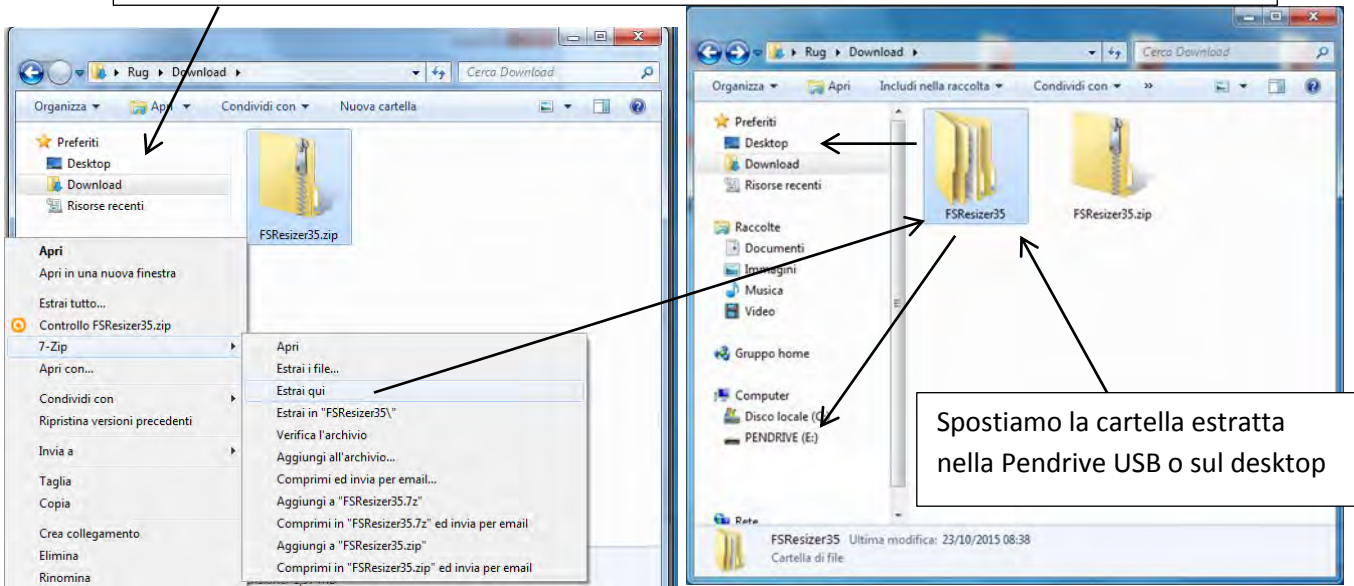 Rug ▸ Download ▸
Cerca Download
Organizza ▾ Apri ▾ Condividi con ▾ Nuova cartella
Preferiti
Desktop
Download
Risorse recenti
FSResizer35.zip
Apri
Apri in una nuova finestra
Estrai tutto...
Controllo FSResizer35.zip
7-Zip
Apri con...
Condividi con
Ripristina versioni precedenti
Invia a
Taglia
Copia
Crea collegamento
Elimina
Rinomina
Apri
Estrai i file...
Estrai qui
Estrai in "FSResizer35\"
Verifica l'archivio
Aggiungi all'archivio...
Comprimi ed invia per email...
Aggiungi a "FSResizer35.7z"
Comprimi in "FSResizer35.7z" ed invia per email
Aggiungi a "FSResizer35.zip"
Comprimi in "FSResizer35.zip" ed invia per email
Rug ▸ Download ▸
Cerca Download
Organizza ▾ Apri Includi nella raccolta ▾ Condividi con ▾ »
Preferiti
Desktop
Download
Risorse recenti
Raccolte
Documenti
Immagini
Musica
Video
Gruppo home
Computer
Disco locale (C:)
PENDRIVE (E:)
Rete
FSResizer35
FSResizer35.zip
Spostiamo la cartella estratta
nella Pendrive USB o sul desktop
FSResizer35 Ultima modifica: 23/10/2015 08:38
Cartella di file